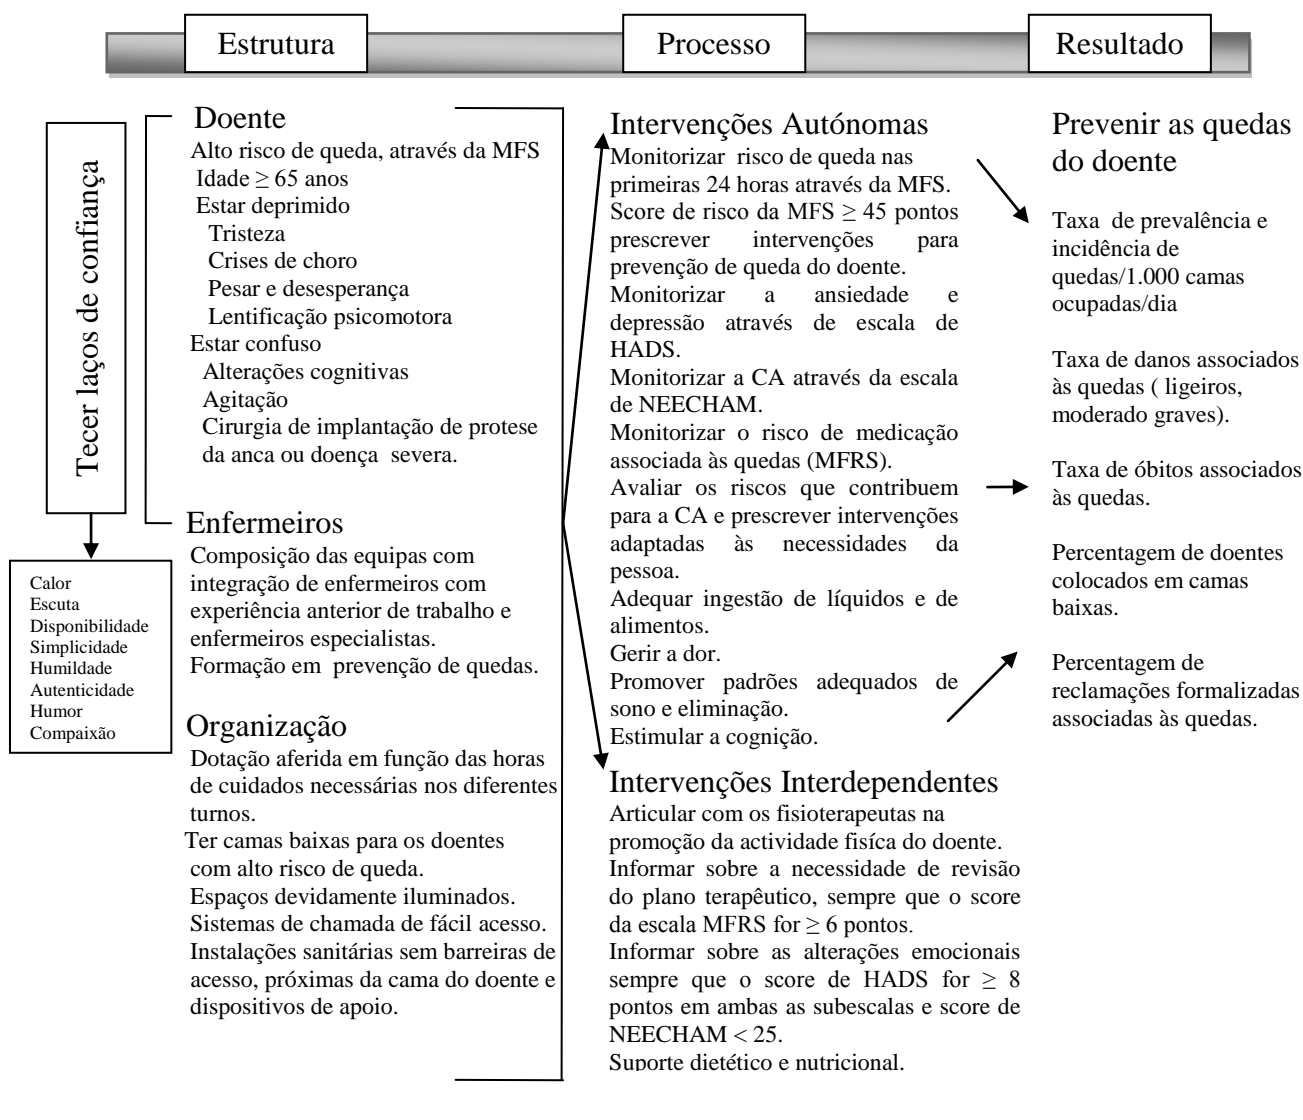 Estrutura
Processo
Resultado
Tecer laços de confiança
Calor
Escuta
Disponibilidade
Simplicidade
Humildade
Autenticidade
Humor
Compaixão
Doente
Alto risco de queda, através da MFS
Idade ≥ 65 anos
Estar deprimido
Tristeza
Crises de choro
Pesar e desesperança
Lentificação psicomotora
Estar confuso
Alterações cognitivas
Agitação
Cirurgia de implantação de protese
da anca ou doença severa.
Enfermeiros
Composição das equipas com
integração de enfermeiros com
experiência anterior de trabalho e
enfermeiros especialistas.
Formação em prevenção de quedas.
Organização
Dotação aferida em função das horas
de cuidados necessárias nos diferentes
turnos.
Ter camas baixas para os doentes
com alto risco de queda.
Espaços devidamente iluminados.
Sistemas de chamada de fácil acesso.
Instalações sanitárias sem barreiras de
acesso, próximas da cama do doente e
dispositivos de apoio.
Intervenções Autónomas
Monitorizar risco de queda nas
primeiras 24 horas através da MFS.
Score de risco da MFS ≥ 45 pontos
prescrever intervenções para
prevenção de queda do doente.
Monitorizar a ansiedade e
depressão através de escala de
HADS.
Monitorizar a CA através da escala
de NEECHAM.
Monitorizar o risco de medicação
associada às quedas (MFRS).
Avaliar os riscos que contribuem
para a CA e prescrever intervenções
adaptadas às necessidades da
pessoa.
Adequar ingestão de líquidos e de
alimentos.
Gerir a dor.
Promover padrões adequados de
sono e eliminação.
Estimular a cognição.
Intervenções Interdependentes
Articular com os fisioterapeutas na
promoção da actividade fisíca do doente.
Informar sobre a necessidade de revisão
do plano terapêutico, sempre que o score
da escala MFRS for ≥ 6 pontos.
Informar sobre as alterações emocionais
sempre que o score de HADS for ≥ 8
pontos em ambas as subescalas e score de
NEECHAM < 25.
Suporte dietético e nutricional.
Prevenir as quedas
do doente
Taxa de prevalência e
incidência de
quedas/1.000 camas
ocupadas/dia
Taxa de danos associados
às quedas ( ligeiros,
moderado graves).
Taxa de óbitos associados
às quedas.
Percentagem de doentes
colocados em camas
baixas.
Percentagem de
reclamações formalizadas
associadas às quedas.